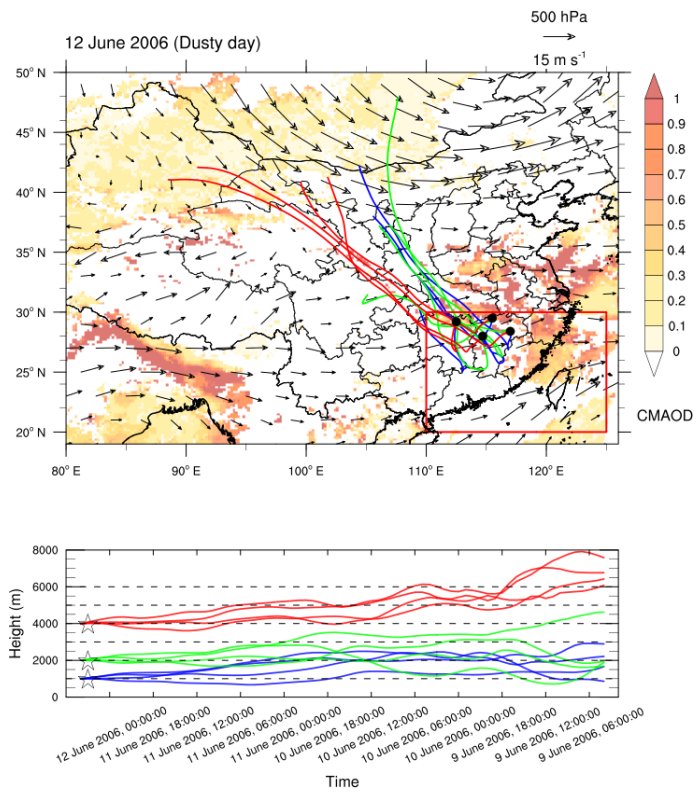 500 hPa
12 June 2006 (Dusty day)
15 m s⁻¹
50° N
45° N
40° N
35° N
30° N
25° N
20° N
80° E
90° E
100° E
110° E
120° E
1
0.9
0.8
0.7
0.6
0.5
0.4
0.3
0.2
0.1
0
CMAOD
8000
6000
4000
2000
0
Height (m)
12 June 2006, 00:00:00
11 June 2006, 18:00:00
11 June 2006, 12:00:00
11 June 2006, 06:00:00
11 June 2006, 00:00:00
10 June 2006, 18:00:00
10 June 2006, 12:00:00
10 June 2006, 06:00:00
10 June 2006, 00:00:00
9 June 2006, 18:00:00
9 June 2006, 12:00:00
9 June 2006, 06:00:00
Time